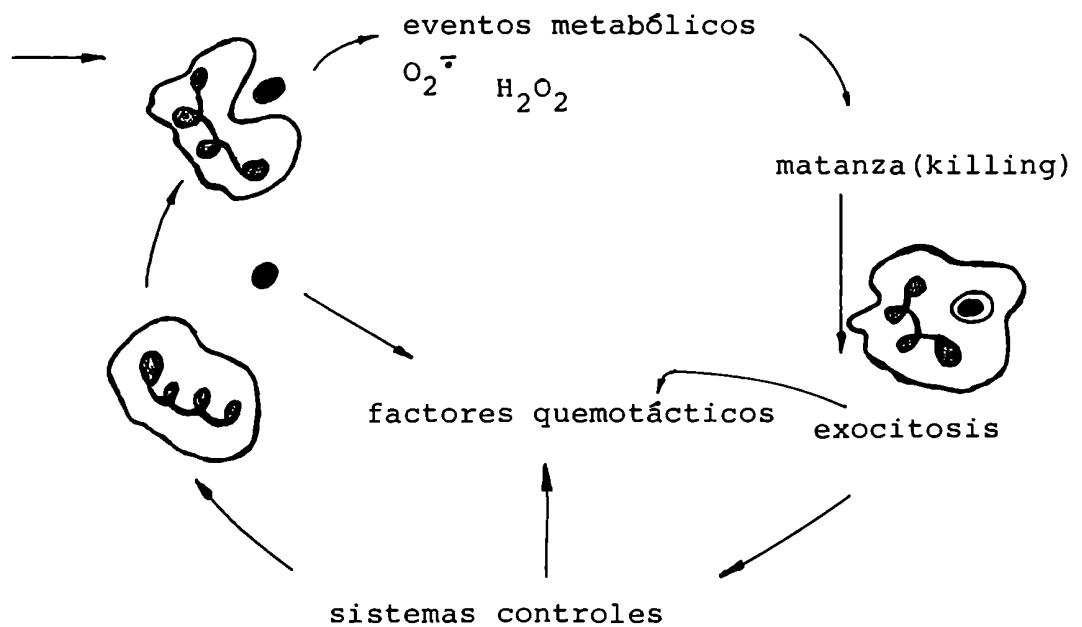 eventos metabólicos
O₂⨪ H₂O₂
matanza(killing)
factores quemotácticos
exocitosis
sistemas controles